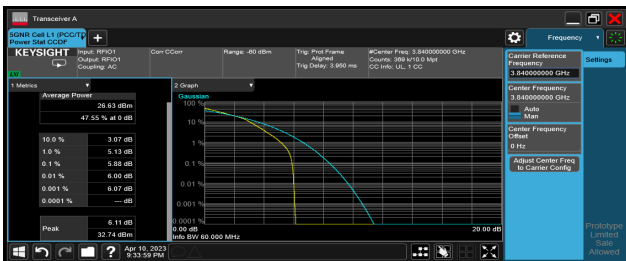 Transceiver A
5GNR Cell L1 (PCC/TD
Power Stat CCDF
+
Frequency
KEYSIGHT
Input: RFIO1
Output: RFIO1
Coupling: AC
Corr CCorr
Range: -60 dBm
Trig: Prot Frame
Aligned
Trig Delay: 3.950 ms
#Center Freq: 3.840000000 GHz
Counts: 389 k/10.0 Mpt
CC Info: UL: 1 CC
1 Metrics
Average Power
26.63 dBm
47.55 % at 0 dB
10.0 % 3.07 dB
1.0 % 5.13 dB
0.1 % 5.88 dB
0.01 % 6.00 dB
0.001 % 6.07 dB
0.0001 % --- dB
Peak
6.11 dB
32.74 dBm
2 Graph
Gaussian
100 %
10 %
1 %
0.1 %
0.01 %
0.001 %
0.0001 %
0.00 dB
20.00 dB
Info BW 60.000 MHz
Carrier Reference
Frequency
3.840000000 GHz
Center Frequency
3.840000000 GHz
Auto
Man
Center Frequency
Offset
0 Hz
Adjust Center Freq
to Carrier Config
Settings
Prototype
Limited
Sale
Allowed
?
Apr 10, 2023
9:33:59 PM